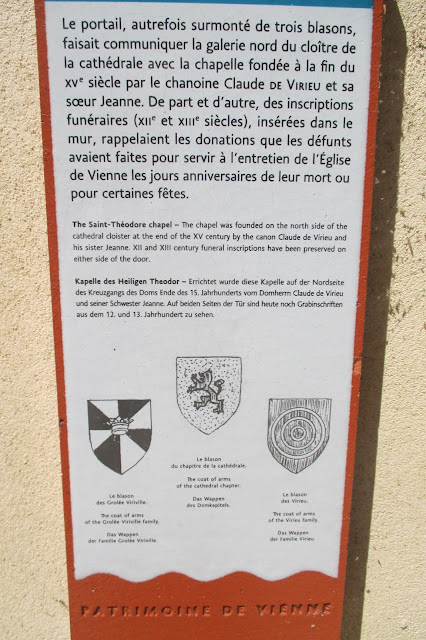 Le portail, autrefois surmonté de trois blasons,
faisait communiquer la galerie nord du cloître de
la cathédrale avec la chapelle fondée à la fin du
XVe siècle par le chanoine Claude DE VIRIEU et sa
sœur Jeanne. De part et d'autre, des inscriptions
funéraires (XIIe et XIIIe siècles), insérées dans le
mur, rappelaient les donations que les défunts
avaient faites pour servir à l'entretien de l'Église
de Vienne les jours anniversaires de leur mort ou
pour certaines fêtes.
The Saint-Théodore chapel – The chapel was founded on the north side of the
cathedral cloister at the end of the XV century by the canon Claude de Virieu and
his sister Jeanne. XII and XIII century funeral inscriptions have been preserved on
either side of the door.
Kapelle des Heiligen Theodor – Errichtet wurde diese Kapelle auf der Nordseite
des Kreuzgangs des Doms Ende des 15. Jahrhunderts vom Domherrn Claude de Virieu
und seiner Schwester Jeanne. Auf beiden Seiten der Tür sind heute noch Grabinschriften
aus dem 12. und 13. Jahrhundert zu sehen.
Le blason
des Grolée Viriville.
The coat of arms
of the Grolée Viriville family.
Das Wappen
der Familie Grolée Viriville.
Le blason
du chapitre de la cathédrale.
The coat of arms
of the cathedral chapter.
Das Wappen
des Domkapitels.
Le blason
des Virieu.
The coat of arms
of the Virieu family.
Das Wappen
der Familie Virieu
PATRIMOINE DE VIENNE